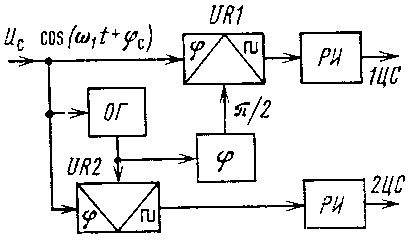 UR1
Uc cos(ω₁t+φc)
φ
РИ
1ЦС
ОГ
π/2
φ
UR2
φ
РИ
2ЦС